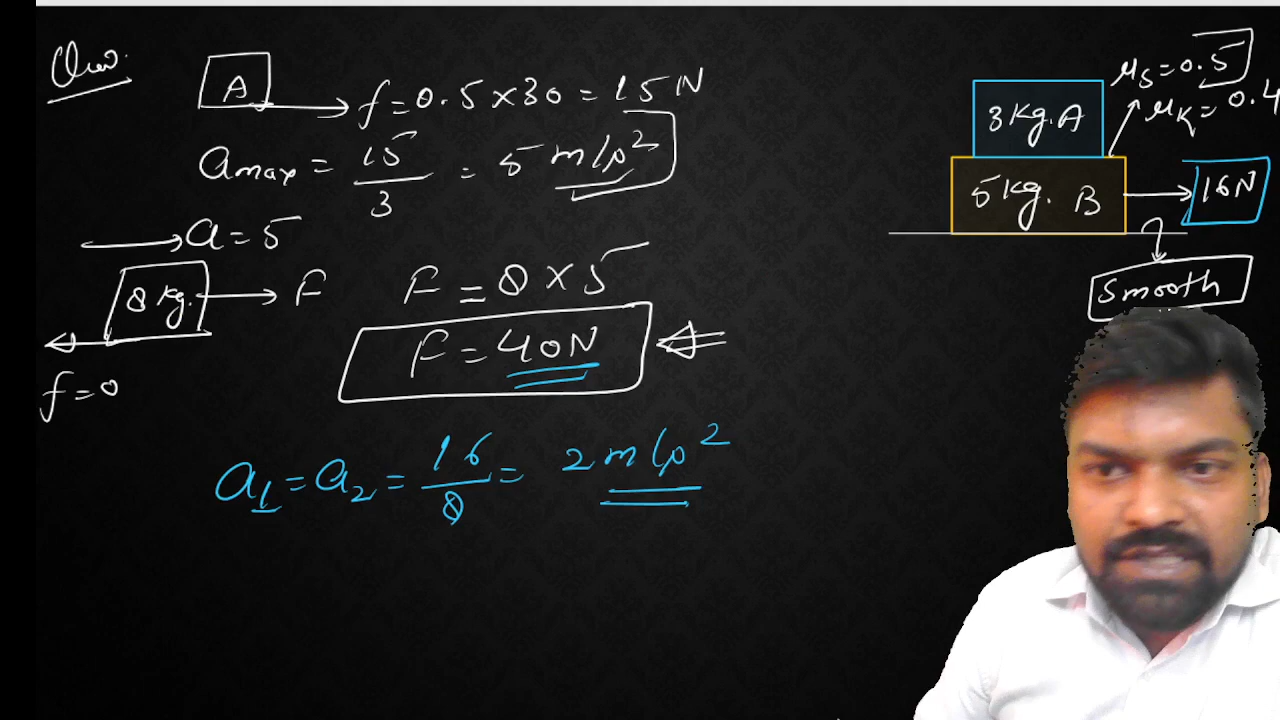 Que.
A
f = 0.5 × 30 = 15 N
a max = 15/3 = 5 m/s²
a = 5
8 kg.
F
F = 8 × 5
F = 40N
f = 0
a₁ = a₂ = 16/8 = 2 m/s²
μs = 0.5
μk = 0.4
3kg. A
5kg. B
16N
Smooth